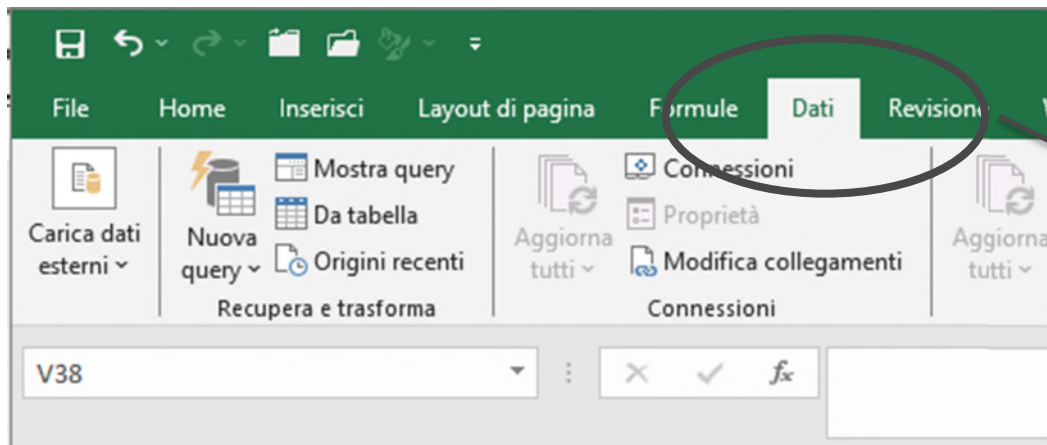 File Home Inserisci Layout di pagina Formule Dati Revisione
Carica dati
esterni
Nuova
query
Mostra query
Da tabella
Origini recenti
Recupera e trasforma
Aggiorna
tutti
Connessioni
Proprietà
Modifica collegamenti
Connessioni
Aggiorna
tutti
V38
fx